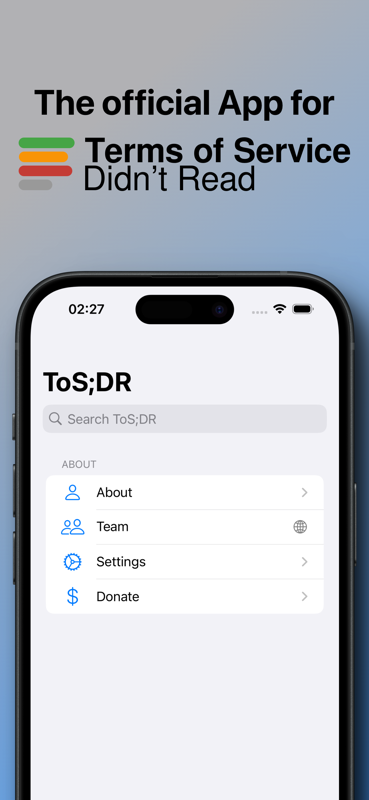 The official App for
Terms of Service
Didn't Read
02:27
ToS;DR
Search ToS;DR
ABOUT
About
Team
Settings
Donate